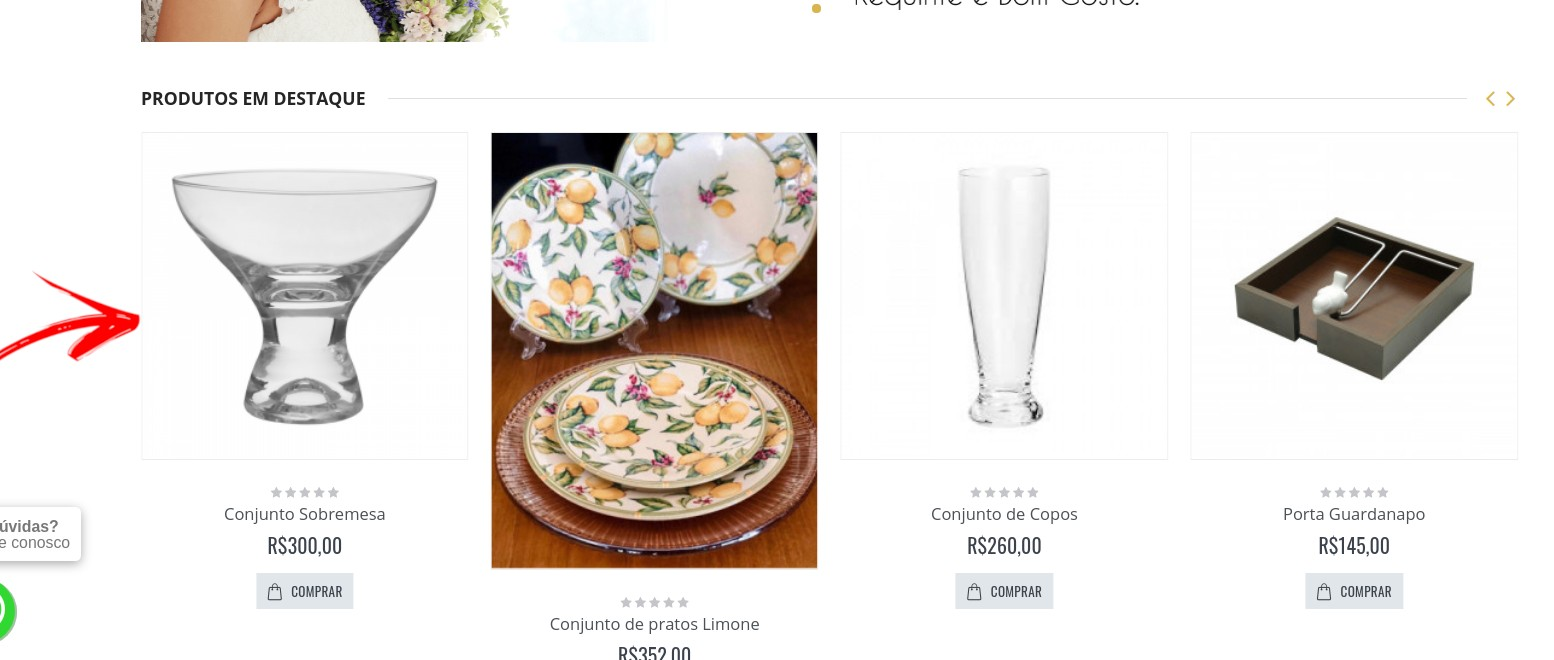 Requinte e Bom Gosto.
PRODUTOS EM DESTAQUE
Conjunto Sobremesa
R$300,00
COMPRAR
Conjunto de pratos Limone
R$352,00
Conjunto de Copos
R$260,00
COMPRAR
Porta Guardanapo
R$145,00
COMPRAR
úvidas?
e conosco